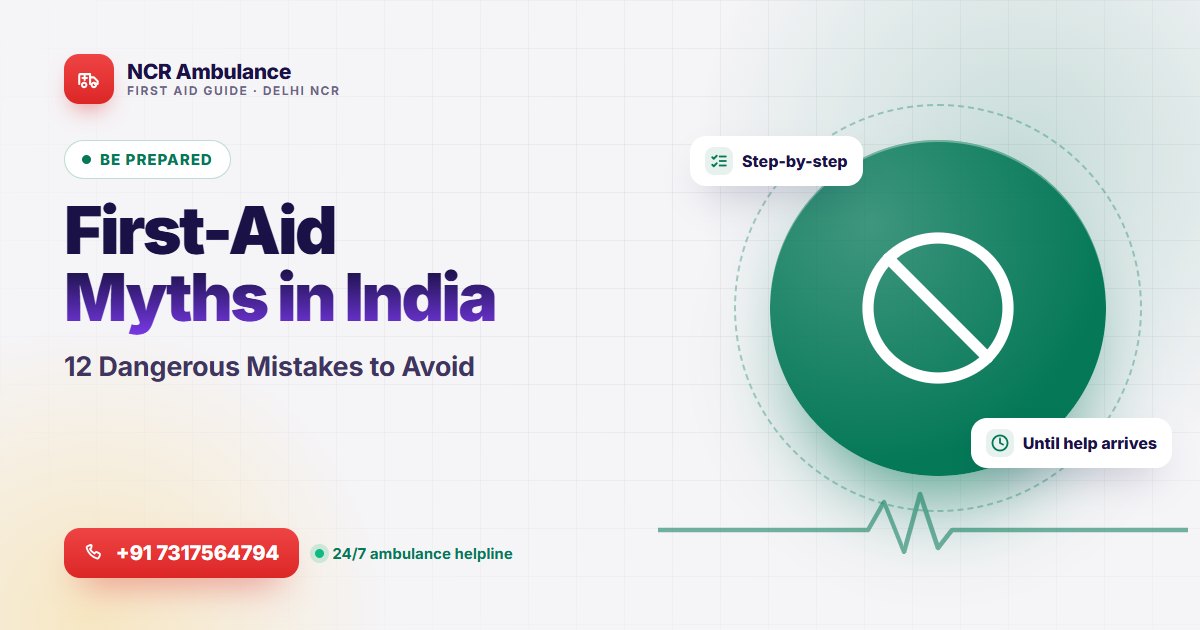 NCR Ambulance
FIRST AID GUIDE · DELHI NCR
BE PREPARED
First-Aid
Myths in India
12 Dangerous Mistakes to Avoid
+91 7317564794
24/7 ambulance helpline
Step-by-step
Until help arrives